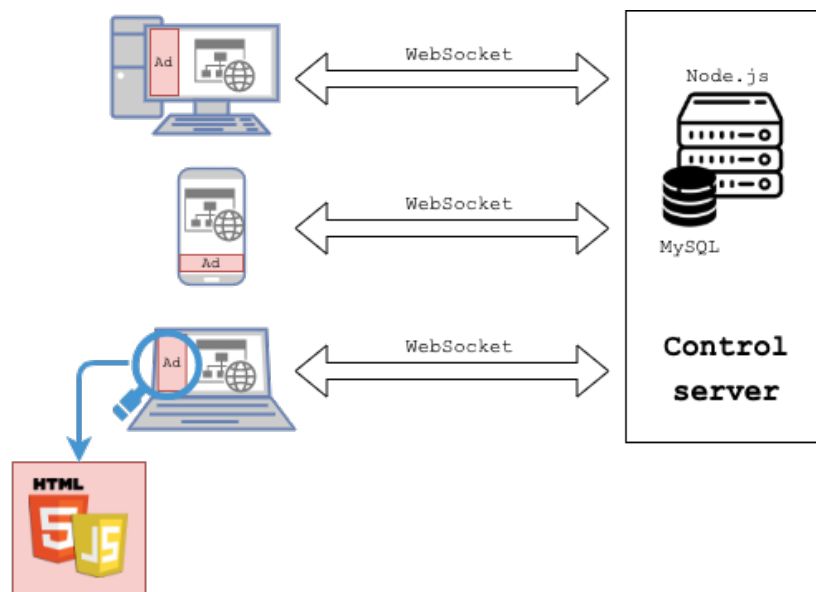 WebSocket
Ad
Node.js
WebSocket
Ad
MySQL
WebSocket
Ad
Control
server
HTML
5
JS